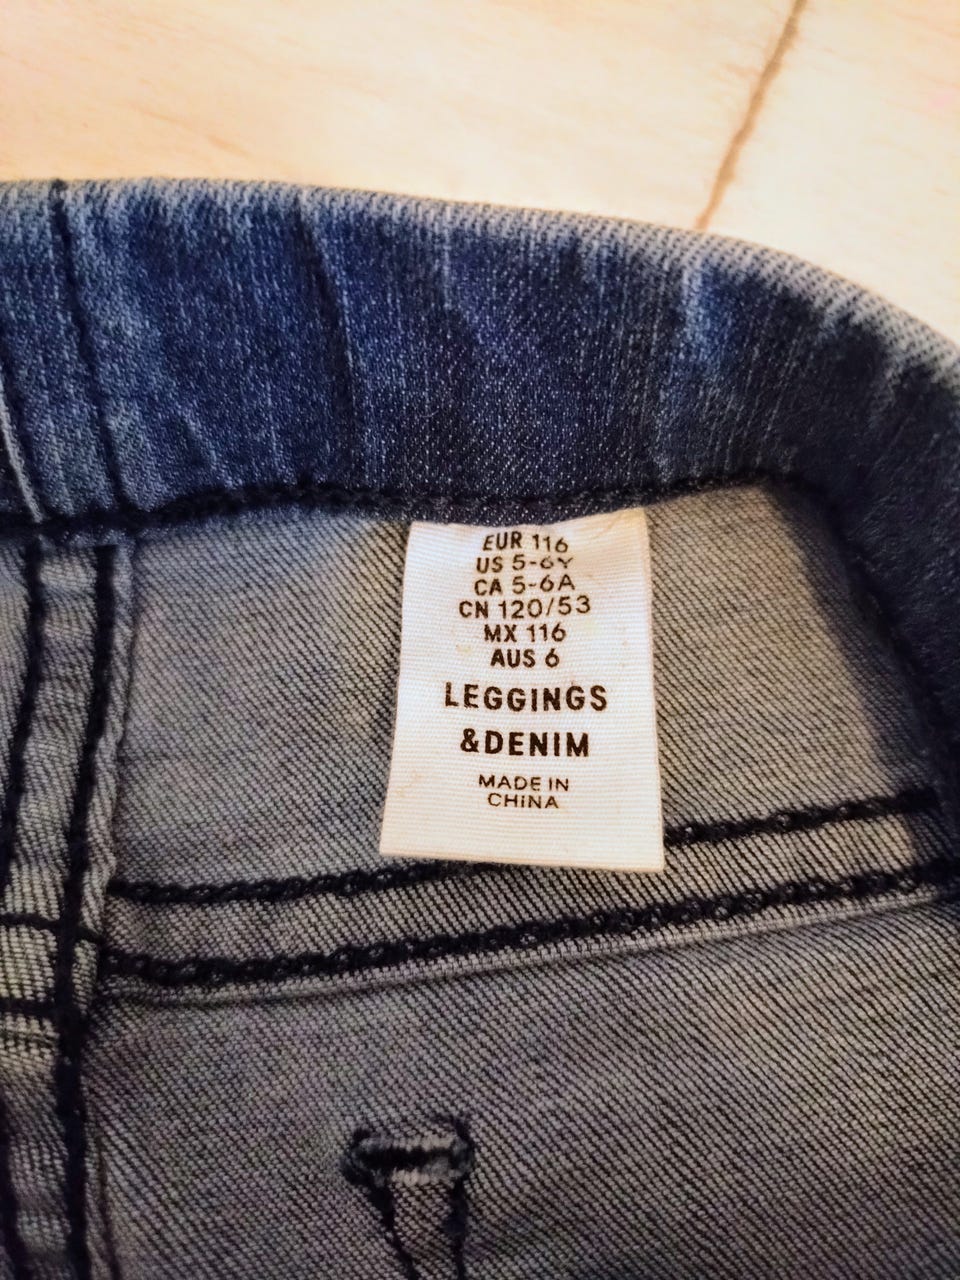 EUR 116
US 5-6Y
CA 5-6A
CN 120/53
MX 116
AUS 6
LEGGINGS
&DENIM
MADE IN
CHINA